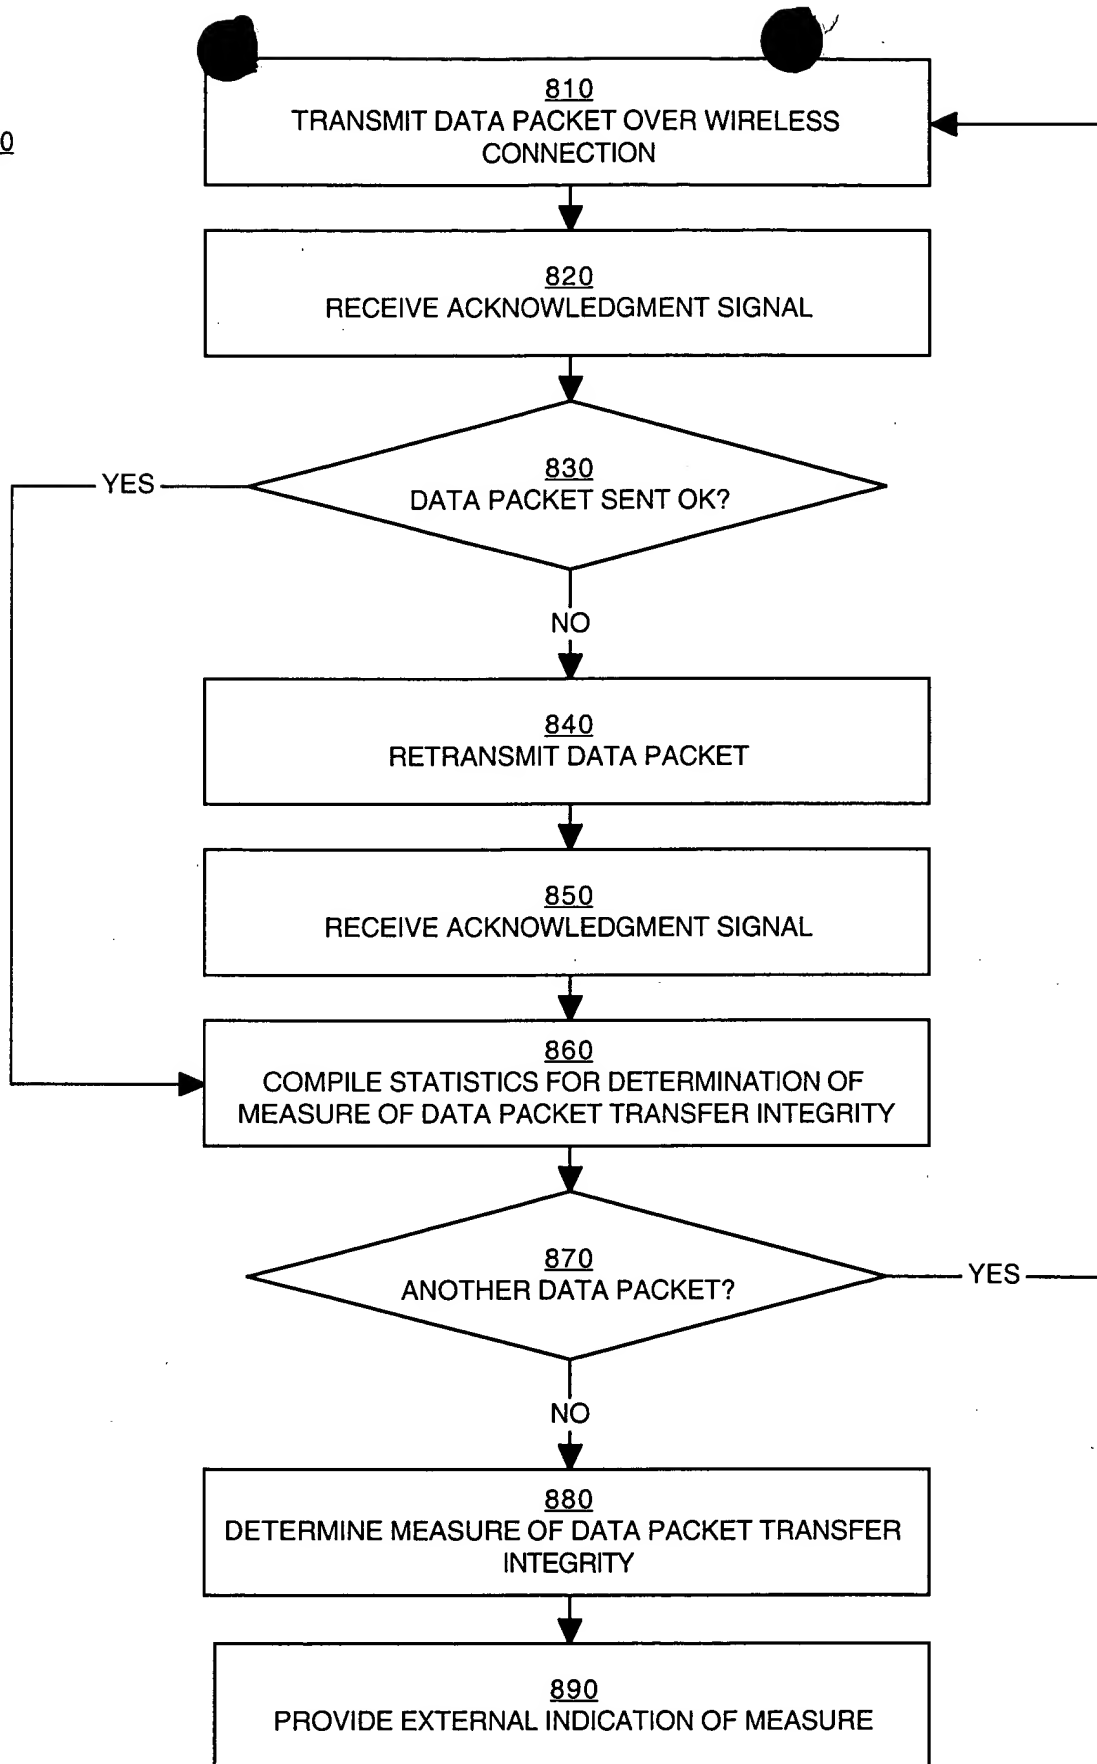 810
TRANSMIT DATA PACKET OVER WIRELESS
CONNECTION
0
820
RECEIVE ACKNOWLEDGMENT SIGNAL
830
DATA PACKET SENT OK?
YES
NO
840
RETRANSMIT DATA PACKET
850
RECEIVE ACKNOWLEDGMENT SIGNAL
860
COMPILE STATISTICS FOR DETERMINATION OF
MEASURE OF DATA PACKET TRANSFER INTEGRITY
870
ANOTHER DATA PACKET?
YES
NO
880
DETERMINE MEASURE OF DATA PACKET TRANSFER
INTEGRITY
890
PROVIDE EXTERNAL INDICATION OF MEASURE